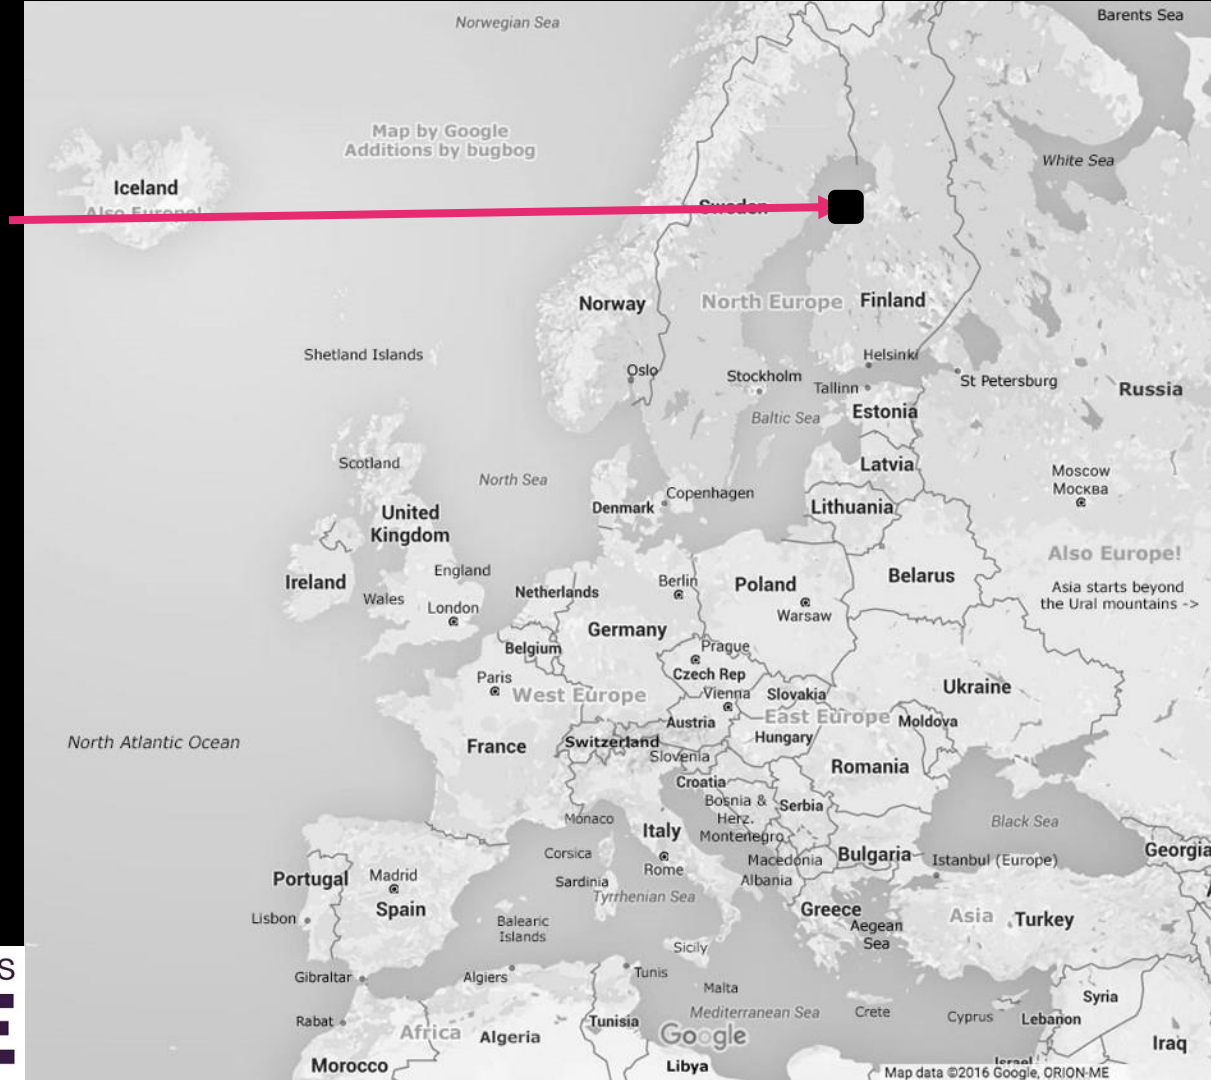 Norwegian Sea
Barents Sea
Map by Google
Additions by bugbog
White Sea
Iceland
Also Europe!
Sweden
Norway
North Europe
Finland
Shetland Islands
Helsinki
Oslo
Stockholm
Tallinn
St Petersburg
Russia
Baltic Sea
Estonia
Scotland
Latvia
Moscow
Москва
North Sea
Copenhagen
Denmark
Lithuania
United
Kingdom
Also Europe!
Ireland
England
Netherlands
Berlin
Poland
Belarus
Asia starts beyond
the Ural mountains ->
Wales
London
Warsaw
Germany
Belgium
Prague
Czech Rep
Paris
West Europe
Vienna
Slovakia
Ukraine
Austria
East Europe
Moldova
North Atlantic Ocean
France
Switzerland
Hungary
Slovenia
Romania
Croatia
Bosnia &
Herz.
Serbia
Monaco
Italy
Montenegro
Black Sea
Corsica
Rome
Macedonia
Bulgaria
Istanbul (Europe)
Georgia
Portugal
Madrid
Sardinia
Albania
Tyrrhenian Sea
Spain
Greece
Aegean
Sea
Asia
Turkey
Lisbon
Balearic
Islands
Sicily
Gibraltar
Algiers
Tunis
Malta
Syria
Rabat
Africa
Algeria
Tunisia
Mediterranean Sea
Crete
Cyprus
Lebanon
Google
Iraq
Morocco
Libya
Israel
Map data ©2016 Google, ORION-ME
S
E